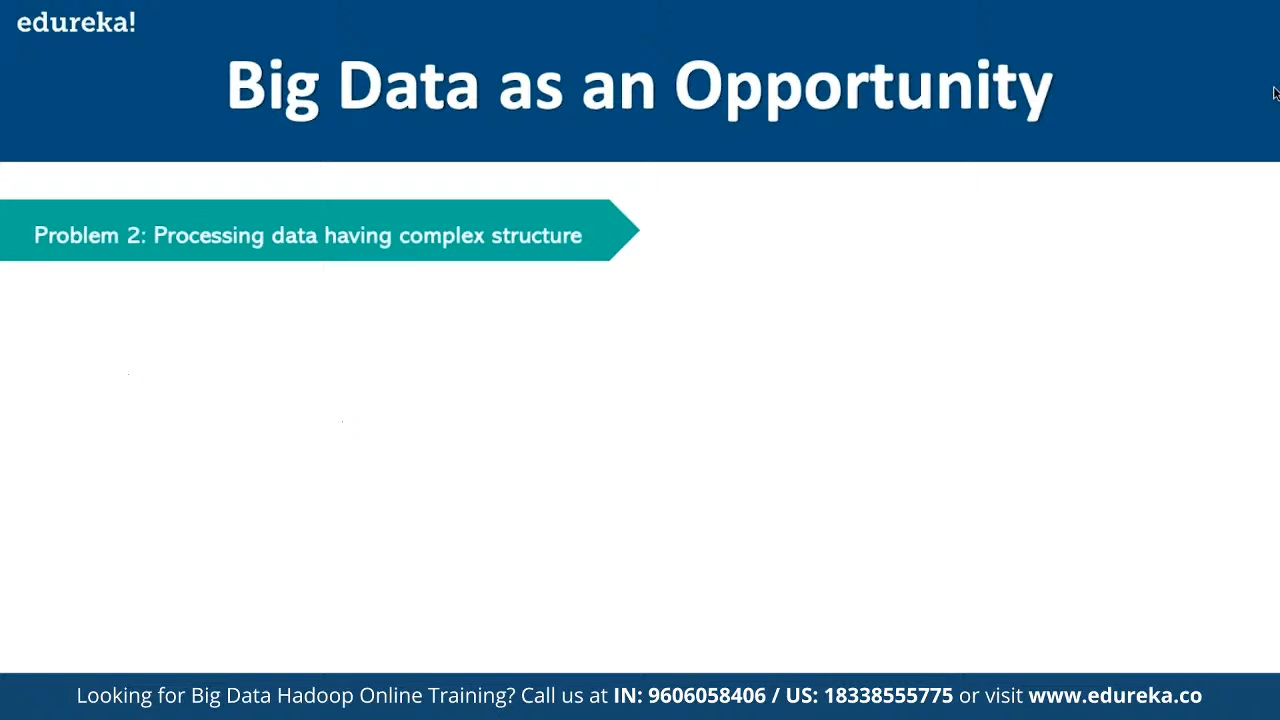 edureka!
Big Data as an Opportunity
Problem 2: Processing data having complex structure
Looking for Big Data Hadoop Online Training? Call us at IN: 9606058406 / US: 18338555775 or visit www.edureka.co